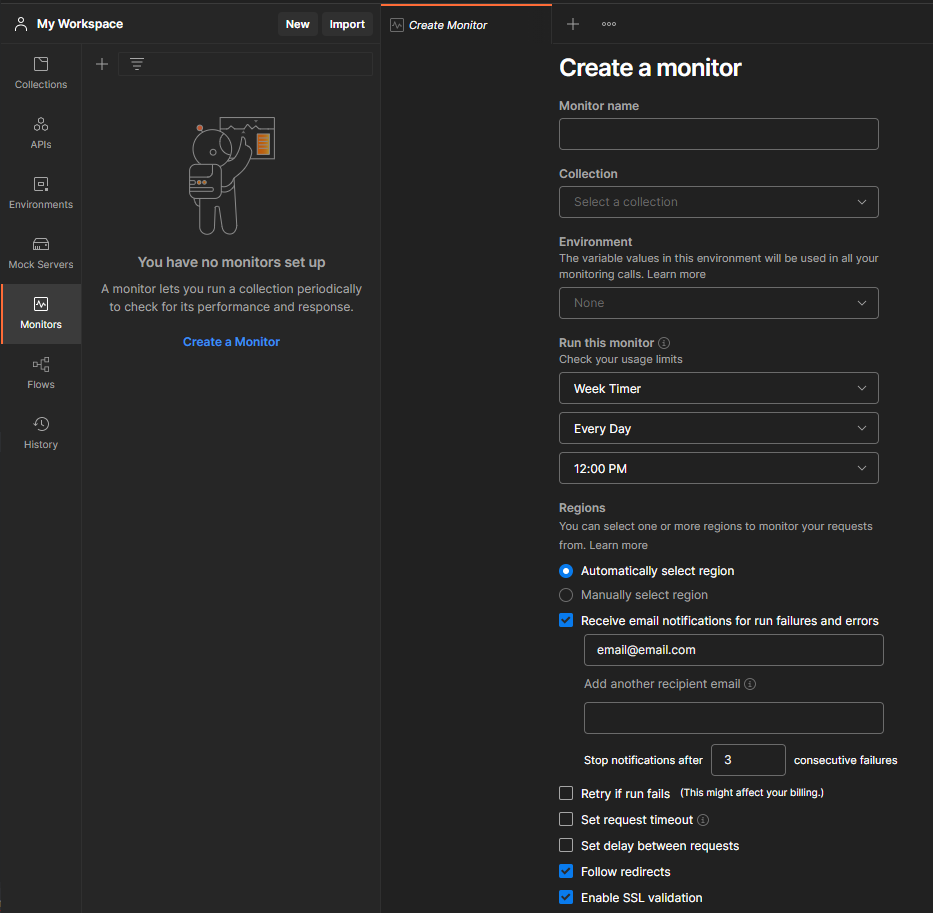 My Workspace
New
Import
Create Monitor
Collections
APIs
Environments
Mock Servers
Monitors
Flows
History
You have no monitors set up
A monitor lets you run a collection periodically
to check for its performance and response.
Create a Monitor
Create a monitor
Monitor name
Collection
Select a collection
Environment
The variable values in this environment will be used in all your
monitoring calls. Learn more
None
Run this monitor
Check your usage limits
Week Timer
Every Day
12:00 PM
Regions
You can select one or more regions to monitor your requests
from. Learn more
Automatically select region
Manually select region
Receive email notifications for run failures and errors
email@email.com
Add another recipient email
Stop notifications after 3 consecutive failures
Retry if run fails (This might affect your billing.)
Set request timeout
Set delay between requests
Follow redirects
Enable SSL validation